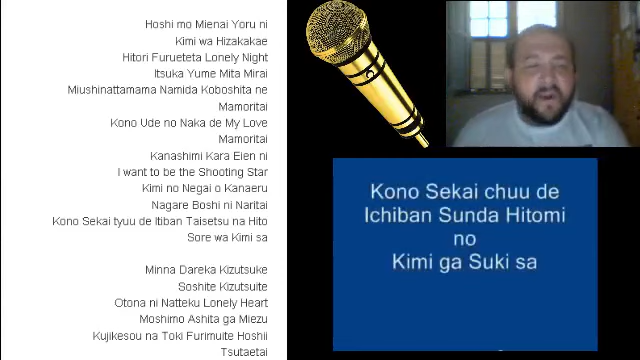 Hoshi mo Mienai Yoru ni
Kimi wa Hizakakae
Hitori Furueteta Lonely Night
Itsuka Yume Mita Mirai
Miushinattamama Namida Koboshita ne
Mamoritai
Kono Ude no Naka de My Love
Mamoritai
Kanashimi Kara Eien ni
I want to be the Shooting Star
Kimi no Negai o Kanaeru
Nagare Boshi ni Naritai
Kono Sekai tyuu de Itiban Taisetsu na Hito
Sore wa Kimi sa
Minna Dareka Kizutsuke
Soshite Kizutsuite
Otona ni Natteku Lonely Heart
Moshimo Ashita ga Miezu
Kujikesou na Toki Furimuite Hoshii
Tsutaetai
Kono Sekai chuu de
Ichiban Sunda Hitomi
no
Kimi ga Suki sa